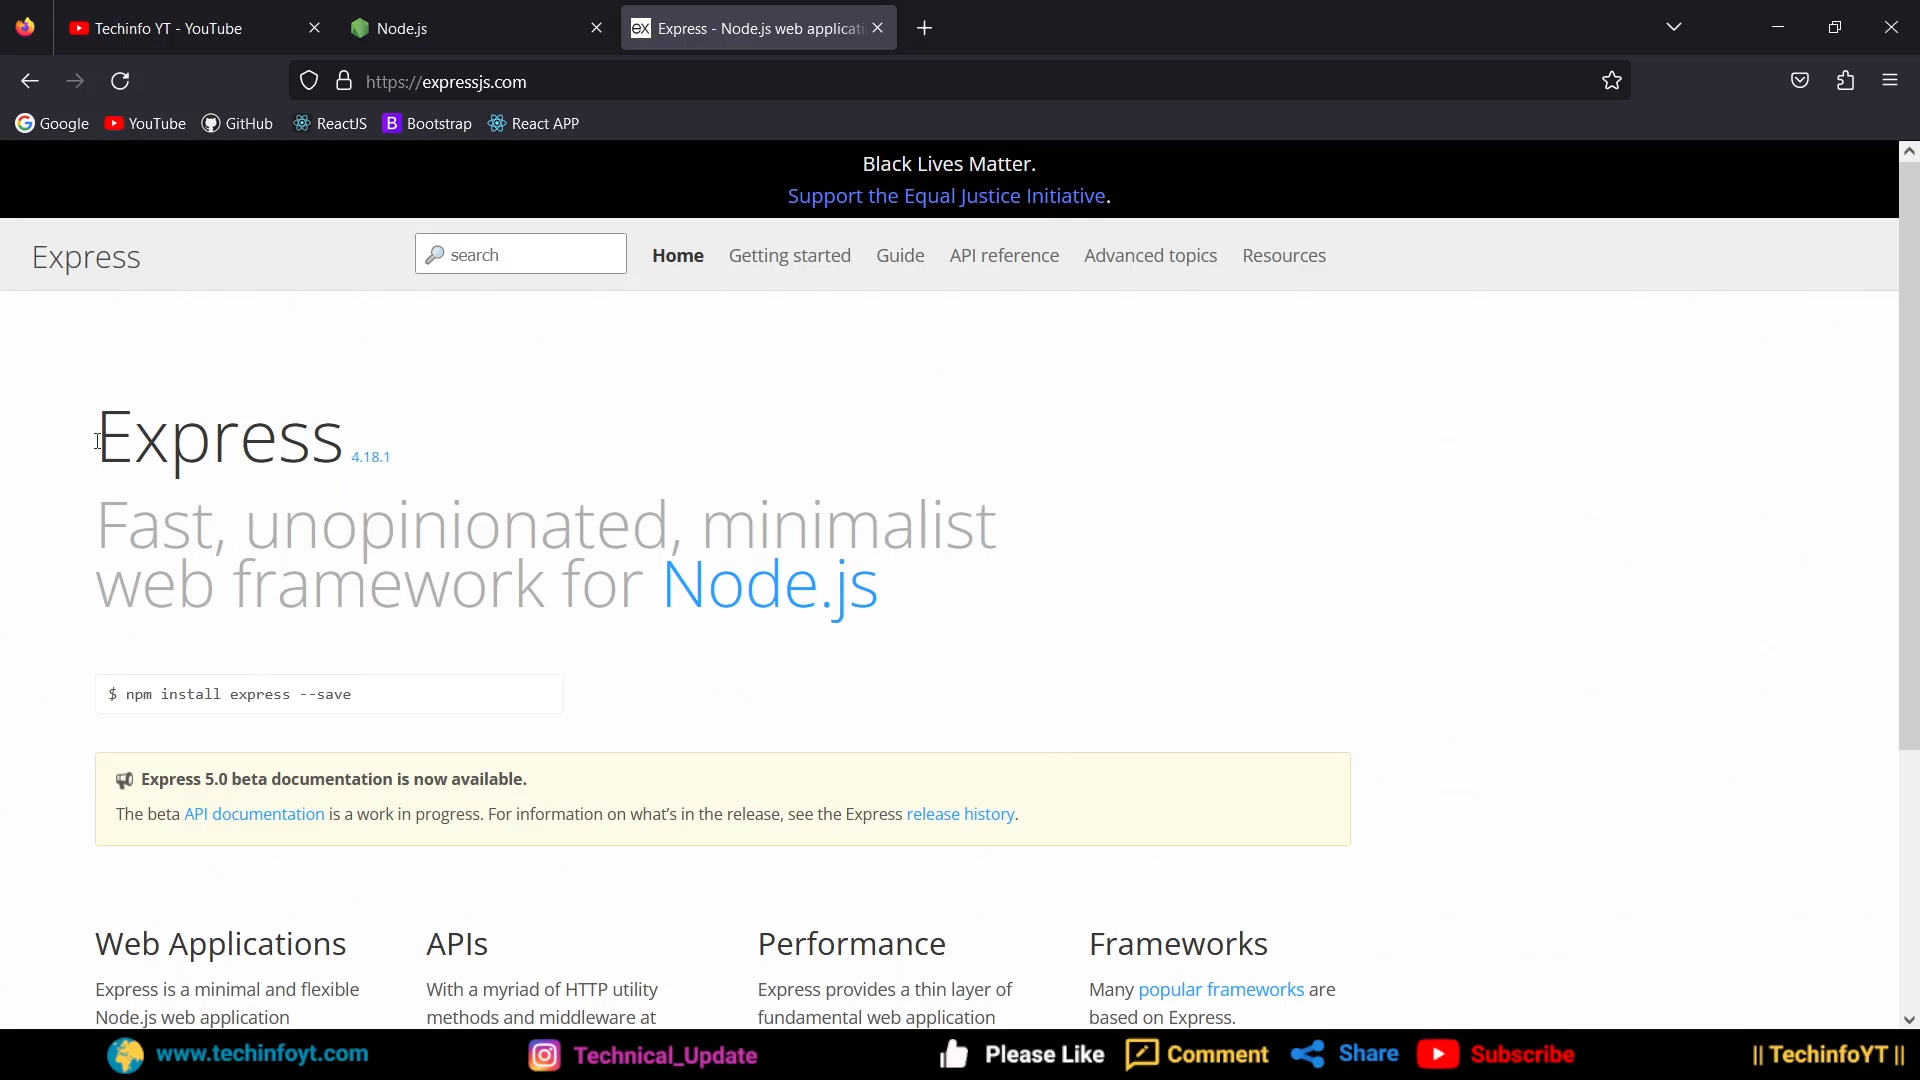 Techinfo YT - YouTube
Node.js
Express - Node.js web applicati
https://expressjs.com
Google
YouTube
GitHub
ReactJS
Bootstrap
React APP
Black Lives Matter.
Support the Equal Justice Initiative.
Express
search
Home
Getting started
Guide
API reference
Advanced topics
Resources
Express 4.18.1
Fast, unopinionated, minimalist
web framework for Node.js
$ npm install express --save
Express 5.0 beta documentation is now available.
The beta API documentation is a work in progress. For information on what's in the release, see the Express release history.
Web Applications
Express is a minimal and flexible
Node.js web application
APIs
With a myriad of HTTP utility
methods and middleware at
Performance
Express provides a thin layer of
fundamental web application
Frameworks
Many popular frameworks are
based on Express.
www.techinfoyt.com
Technical_Update
Please Like
Comment
Share
Subscribe
|| TechinfoYT ||